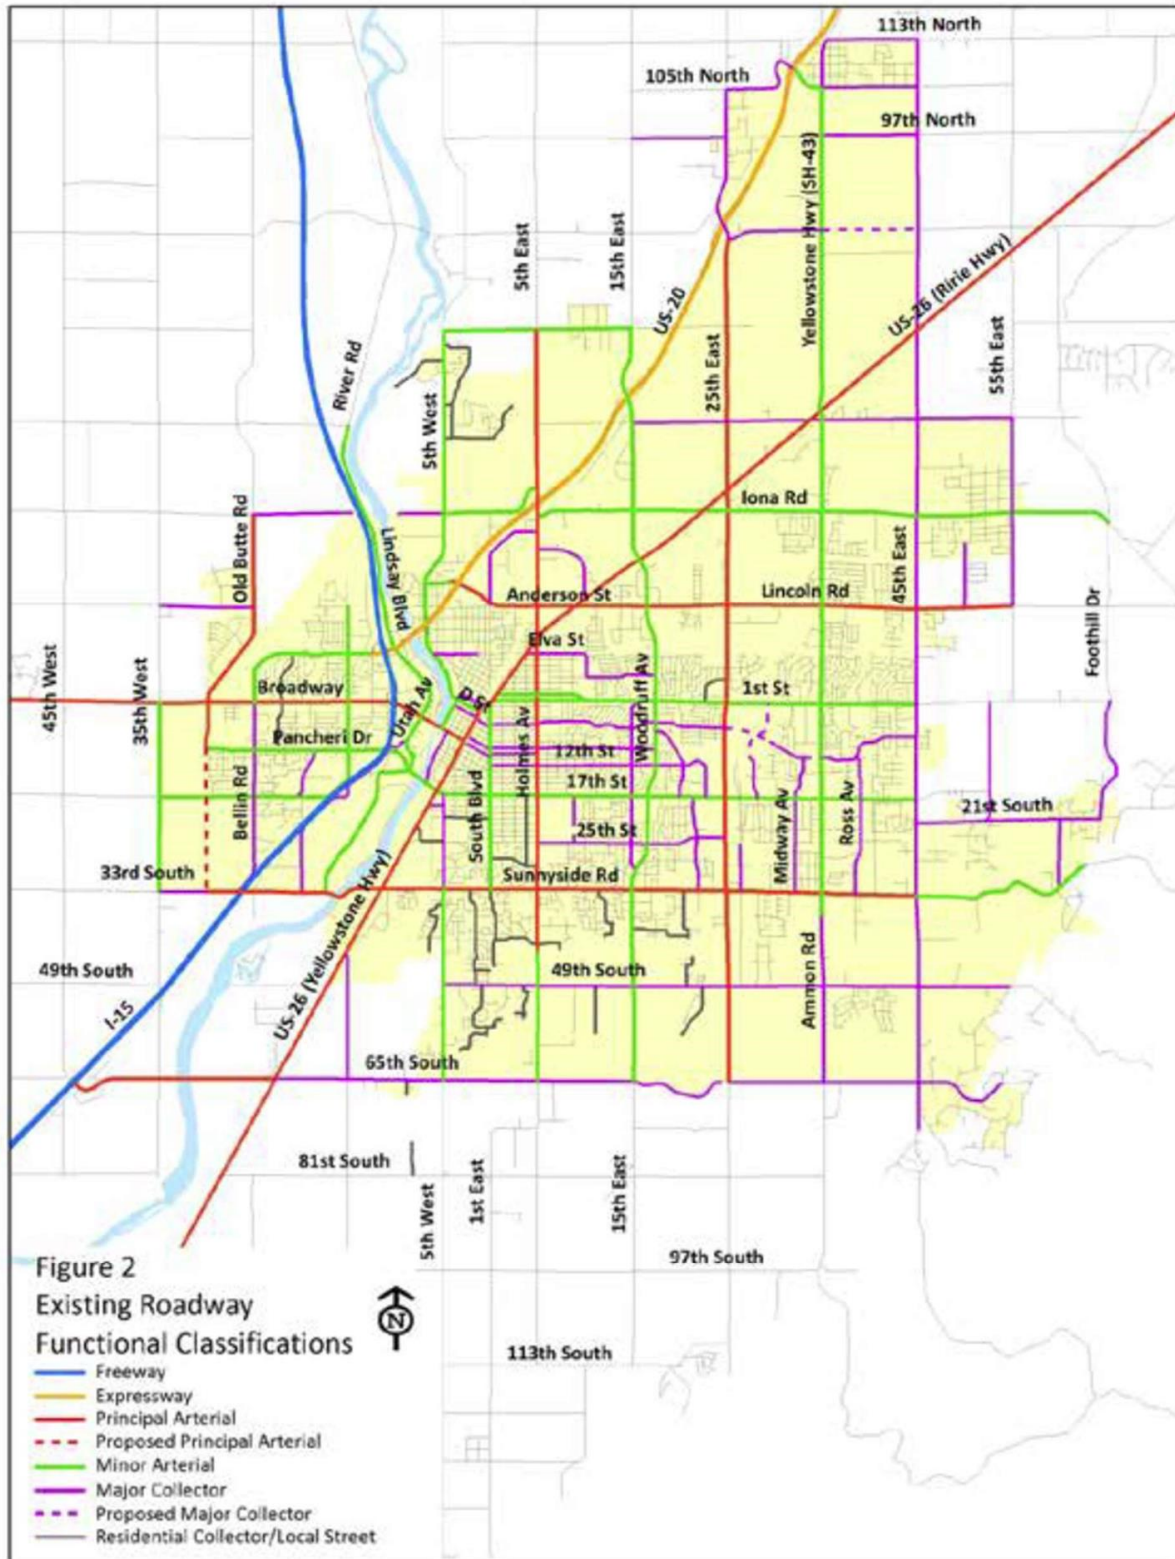 113th North
105th North
97th North
Yellowstone Hwy (SH-43)
5th East
15th East
US-20
US-26 (Ririe Hwy)
25th East
55th East
River Rd
5th West
Iona Rd
Old Butte Rd
Lindsay Blvd
45th East
Anderson St
Lincoln Rd
Elva St
Foothill Dr
45th West
35th West
Broadway
Utah Av
D St
Woodruff Av
1st St
Pancheri Dr
Holmes Av
12th St
17th St
Bellin Rd
South Blvd
25th St
Midway Av
Ross Av
21st South
33rd South
Sunnyside Rd
US-26 (Yellowstone Hwy)
49th South
49th South
I-15
Ammon Rd
65th South
81st South
5th West
1st East
15th East
97th South
113th South
Figure 2
Existing Roadway
Functional Classifications
N
Freeway
Expressway
Principal Arterial
Proposed Principal Arterial
Minor Arterial
Major Collector
Proposed Major Collector
Residential Collector/Local Street